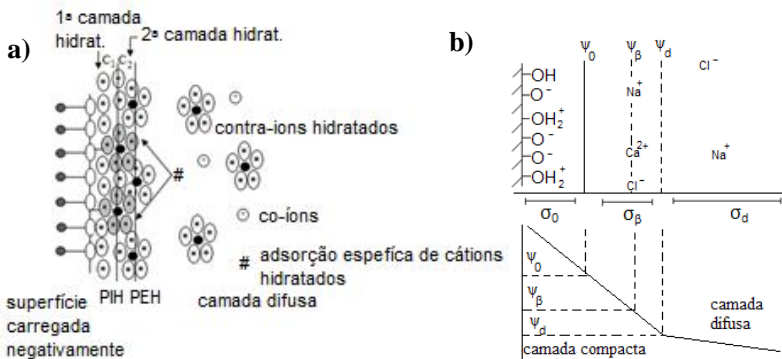 a)
1ª camada
hidrat.
2ª camada hidrat.
C₁ C₂
contra-ions hidratados
#
co-íons
# adsorção espefíca de cátions
hidratados
superfície
carregada
negativamente
PIH PEH
camada difusa
b)
Ψ₀ Ψβ Ψd
OH
O⁻
OH₂⁺
O⁻
O⁻
OH₂⁺
Na⁺
Ca²⁺
Cl⁻
Cl⁻
Na⁺
σ₀ σβ σd
Ψ₀
Ψβ
Ψd
camada compacta
camada
difusa